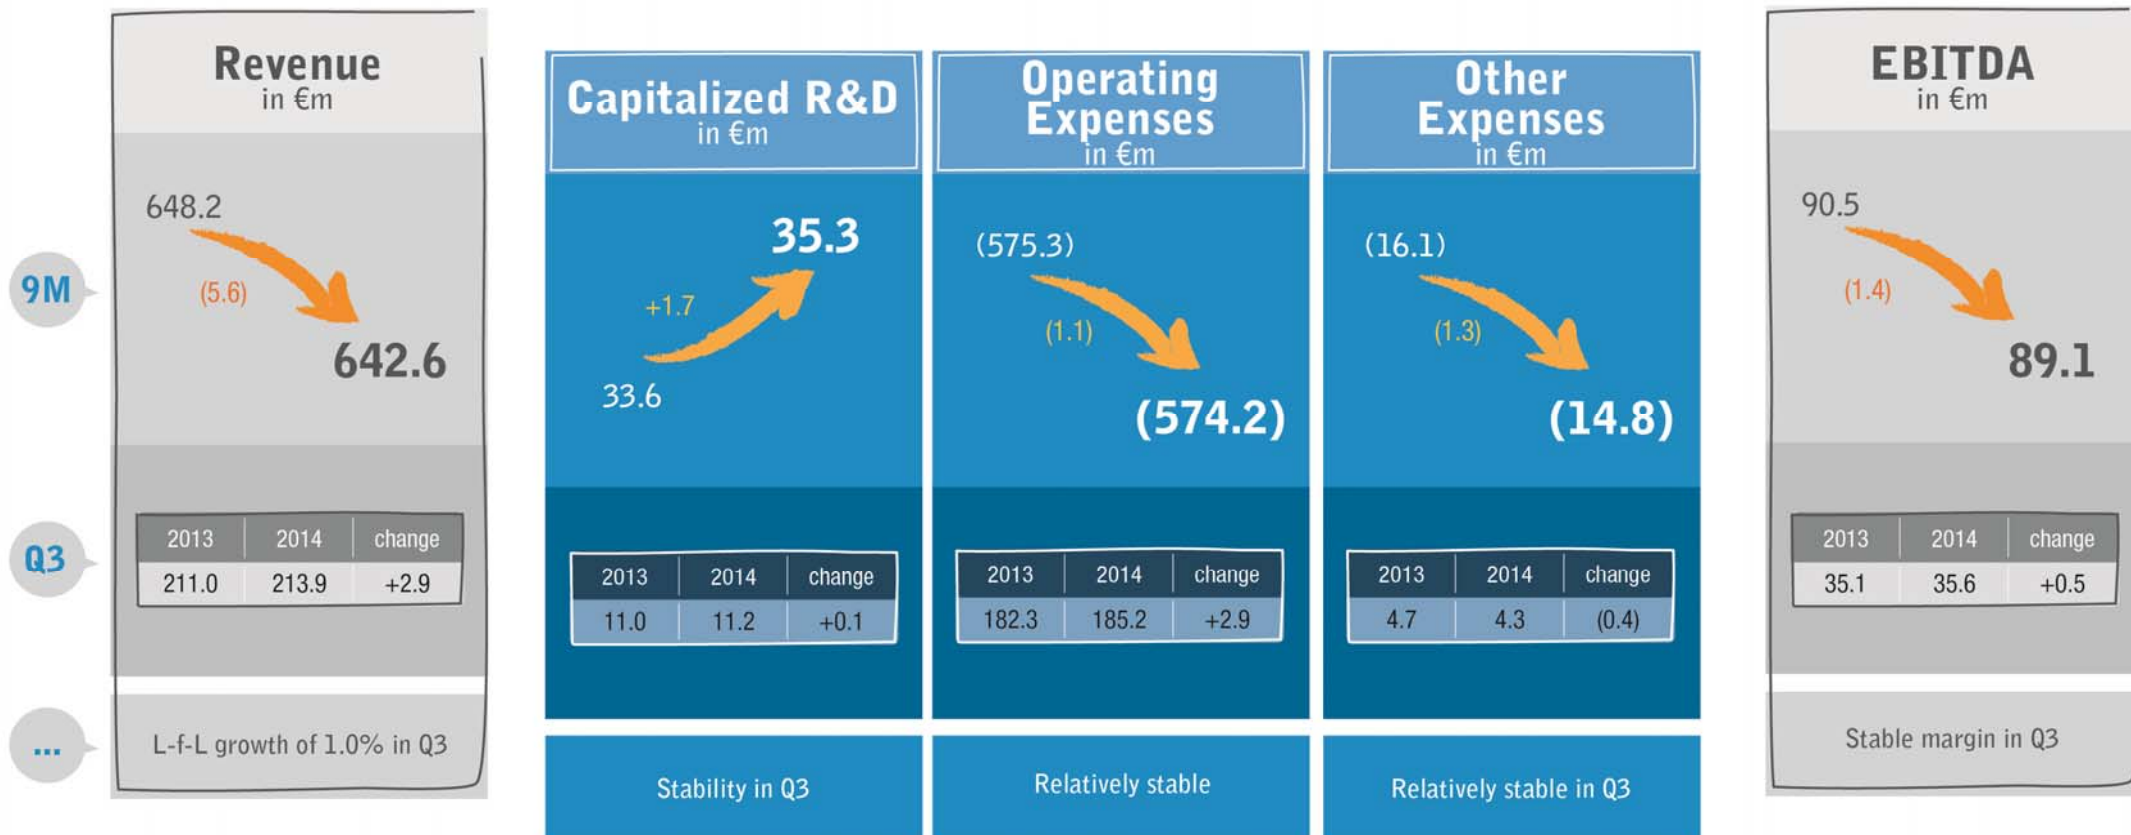 Revenue
in €m
648.2
(5.6)
642.6
2013 2014 change
211.0 213.9 +2.9
L-f-L growth of 1.0% in Q3
9M
Q3
...
Capitalized R&D
in €m
35.3
+1.7
33.6
2013 2014 change
11.0 11.2 +0.1
Stability in Q3
Operating
Expenses
in €m
(575.3)
(1.1)
(574.2)
2013 2014 change
182.3 185.2 +2.9
Relatively stable
Other
Expenses
in €m
(16.1)
(1.3)
(14.8)
2013 2014 change
4.7 4.3 (0.4)
Relatively stable in Q3
EBITDA
in €m
90.5
(1.4)
89.1
2013 2014 change
35.1 35.6 +0.5
Stable margin in Q3